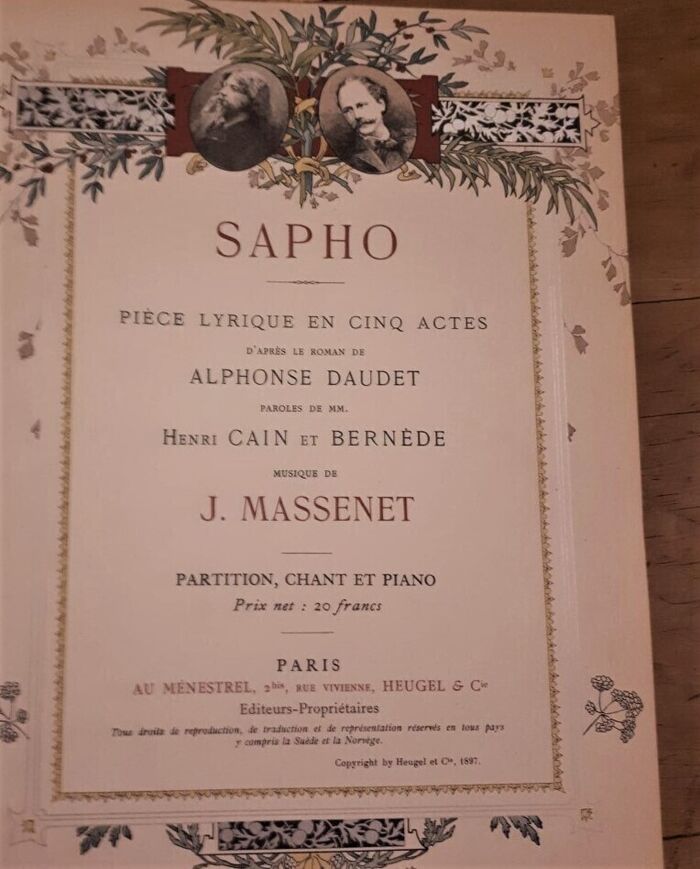 SAPHO
PIÈCE LYRIQUE EN CINQ ACTES
D'APRÈS LE ROMAN DE
ALPHONSE DAUDET
PAROLES DE MM.
HENRI CAIN ET BERNÈDE
MUSIQUE DE
J. MASSENET
PARTITION, CHANT ET PIANO
Prix net : 20 francs
PARIS
AU MÉNESTREL, 2bis, RUE VIVIENNE, HEUGEL & Cie
Editeurs-Propriétaires
Tous droits de reproduction, de traduction et de représentation réservés en tous pays
y compris la Suède et la Norvège.
Copyright by Heugel et Cie, 1897.